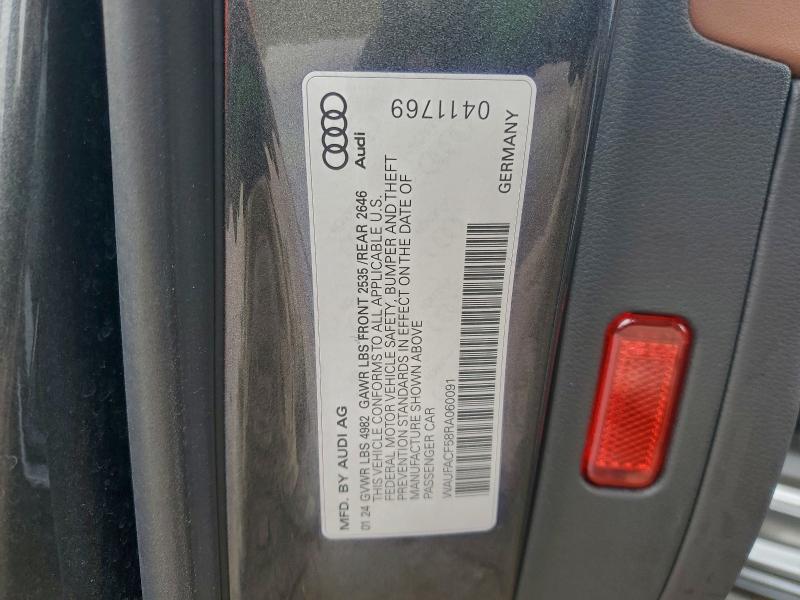 Audi
0411769
MFD. BY AUDI AG
01 24 GVWR LBS 4982 GAWR LBS FRONT 2535 /REAR 2646
THIS VEHICLE CONFORMS TO ALL APPLICABLE U.S.
FEDERAL MOTOR VEHICLE SAFETY, BUMPER AND THEFT
PREVENTION STANDARDS IN EFFECT ON THE DATE OF
MANUFACTURE SHOWN ABOVE
PASSENGER CAR
WAUFACF58RA060091
GERMANY